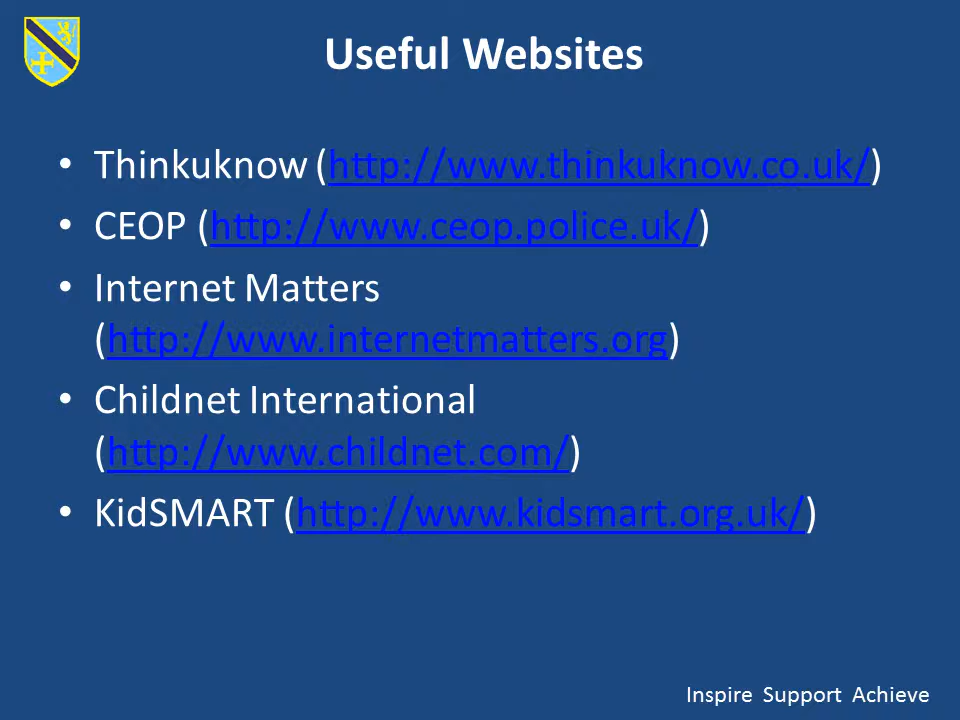 Useful Websites
• Thinkuknow (http://www.thinkuknow.co.uk/)
• CEOP (http://www.ceop.police.uk/)
• Internet Matters
(http://www.internetmatters.org)
• Childnet International
(http://www.childnet.com/)
• KidSMART (http://www.kidsmart.org.uk/)
Inspire Support Achieve